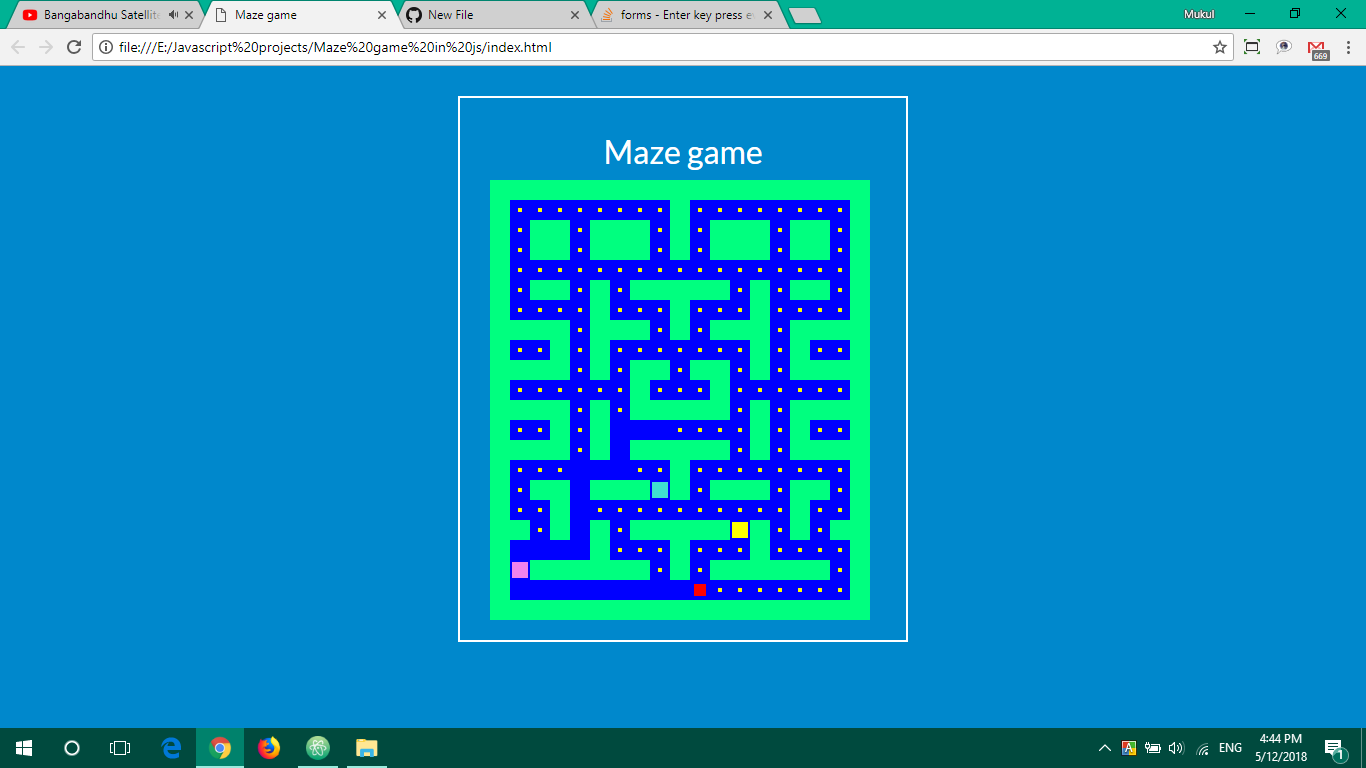 Bangabandhu Satellit
Maze game
New File
forms - Enter key press e
Mukul
file:///E:/Javascript%20projects/Maze%20game%20in%20js/index.html
669
Maze game
A
ENG
4:44 PM
5/12/2018
1